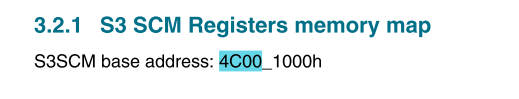 3.2.1 S3 SCM Registers memory map
S3SCM base address: 4C00_1000h